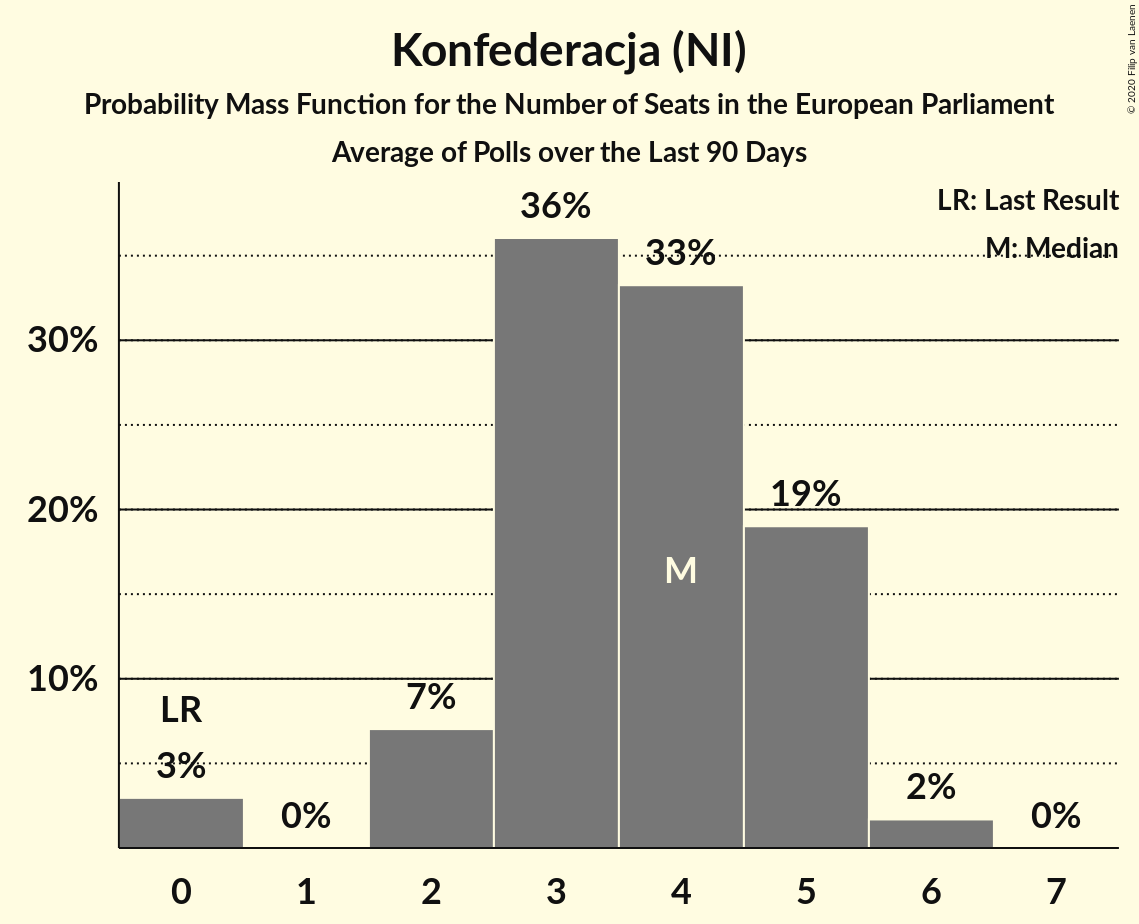 Konfederacja (NI)
Probability Mass Function for the Number of Seats in the European Parliament
Average of Polls over the Last 90 Days
© 2020 Filip van Laenen
LR: Last Result
M: Median
36%
33%
30%
20%
19%
M
10%
LR
7%
3%
0%
2%
0%
0 1 2 3 4 5 6 7